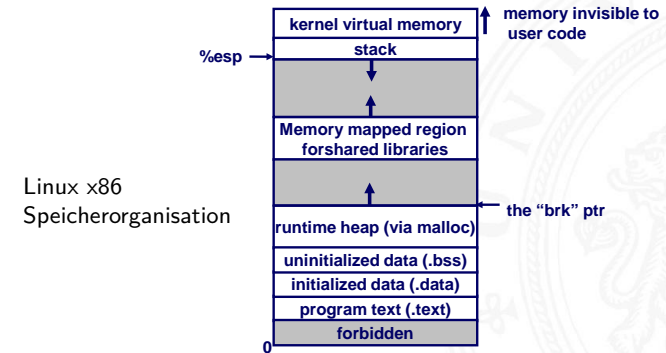 kernel virtual memory
memory invisible to
user code
stack
%esp
Memory mapped region
forshared libraries
Linux x86
Speicherorganisation
the “brk” ptr
runtime heap (via malloc)
uninitialized data (.bss)
initialized data (.data)
program text (.text)
forbidden
0